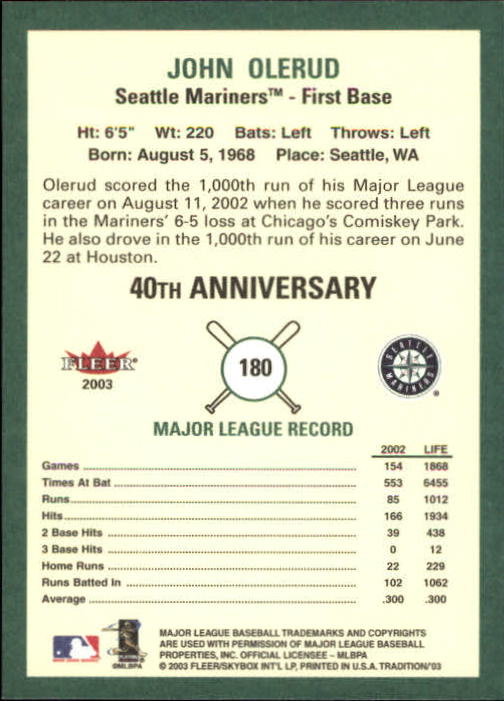 JOHN OLERUD
Seattle Mariners™ - First Base
Ht: 6'5" Wt: 220 Bats: Left Throws: Left
Born: August 5, 1968 Place: Seattle, WA
Olerud scored the 1,000th run of his Major League
career on August 11, 2002 when he scored three runs
in the Mariners' 6-5 loss at Chicago's Comiskey Park.
He also drove in the 1,000th run of his career on June
22 at Houston.
40TH ANNIVERSARY
FLEER®
2003
180
SEATTLE
MARINERS
®
MAJOR LEAGUE RECORD
2002 LIFE
Games 154 1868
Times At Bat 553 6455
Runs 85 1012
Hits 166 1934
2 Base Hits 39 438
3 Base Hits 0 12
Home Runs 22 229
Runs Batted In 102 1062
Average .300 .300
©MLBPA
MAJOR LEAGUE BASEBALL TRADEMARKS AND COPYRIGHTS
ARE USED WITH PERMISSION OF MAJOR LEAGUE BASEBALL
PROPERTIES, INC. OFFICIAL LICENSEE - MLBPA
© 2003 FLEER/SKYBOX INT'L LP, PRINTED IN U.S.A. TRADITION/'03